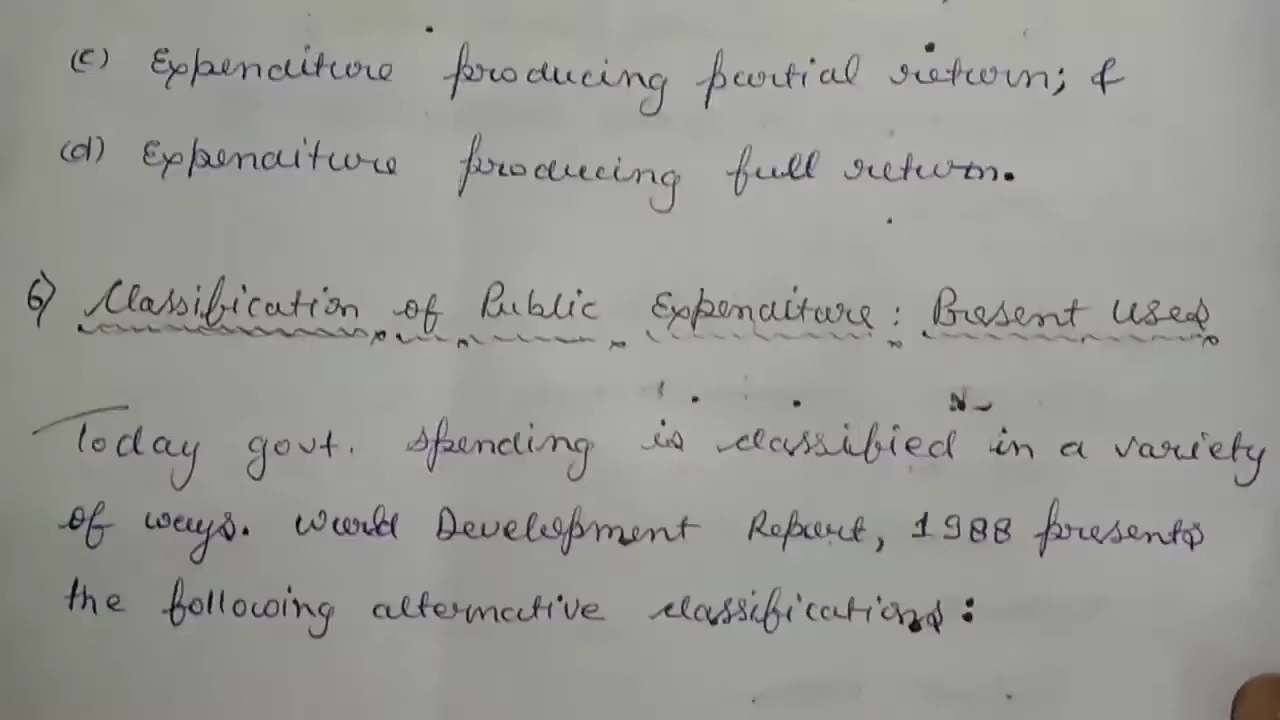 (c) Expenditure producing partial return; &
(d) Expenditure producing full return.
6) Classification of Public Expenditure : Present Used
Today govt. spending is classified in a variety
of ways. World Development Report, 1988 presents
the following alternative classifications: